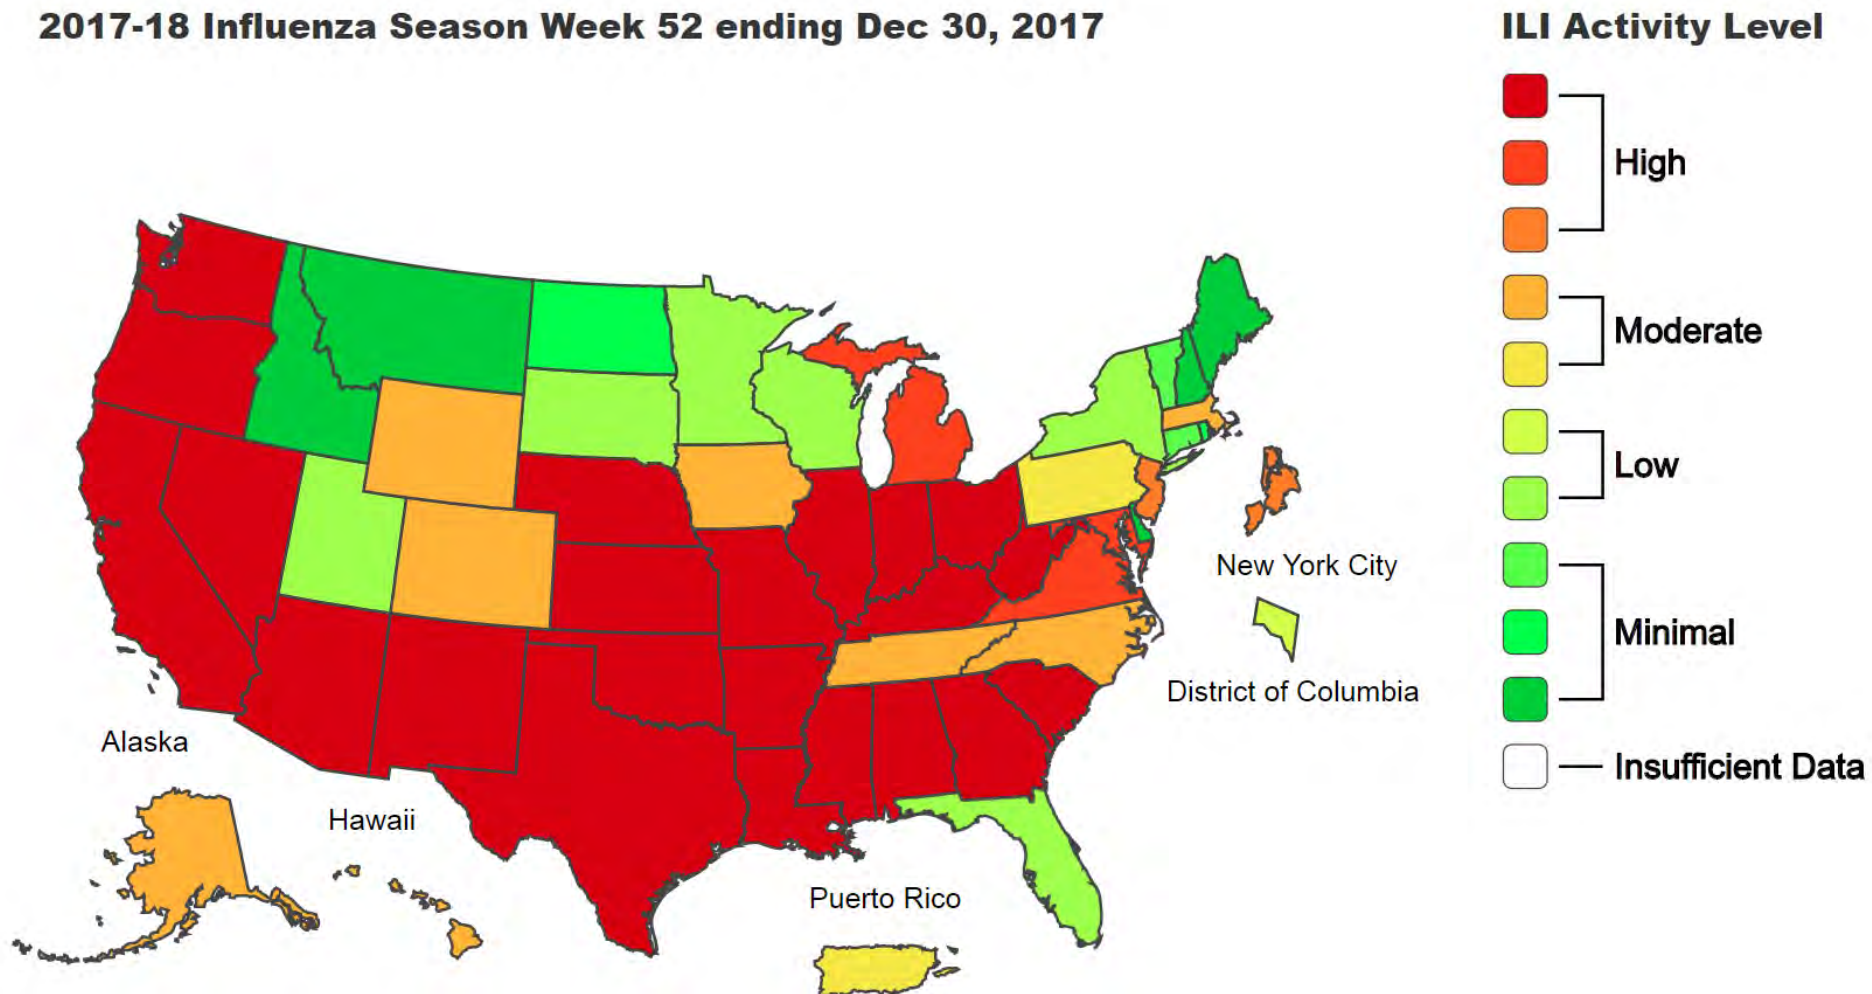 2017-18 Influenza Season Week 52 ending Dec 30, 2017
ILI Activity Level
High
Moderate
Low
Minimal
Insufficient Data
New York City
District of Columbia
Alaska
Hawaii
Puerto Rico